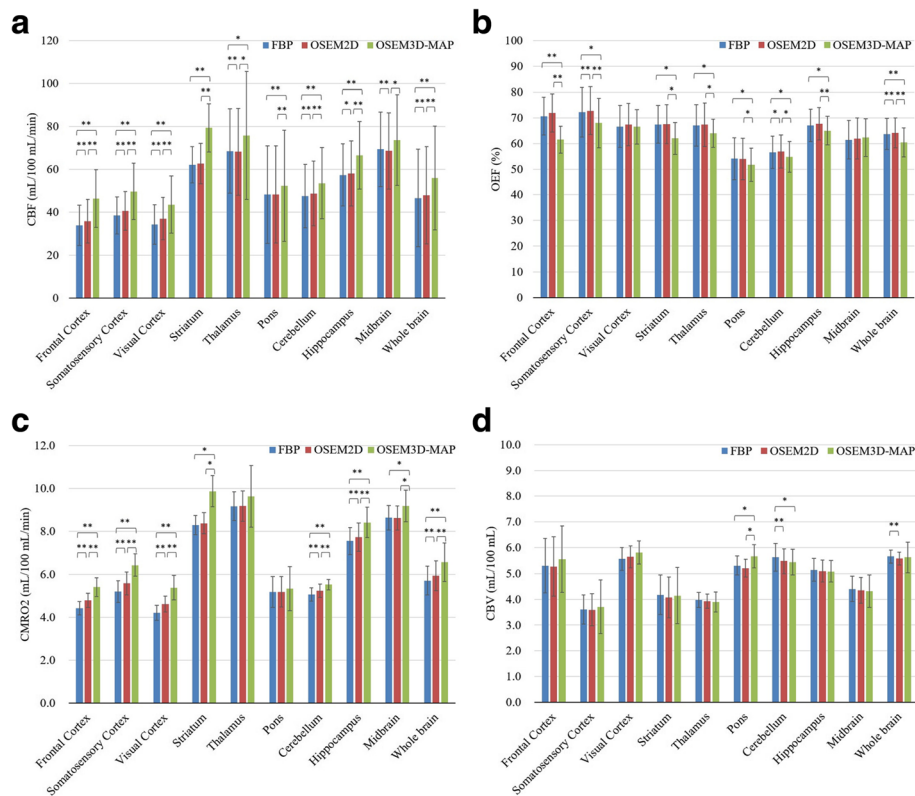 a
FBP OSEM2D OSEM3D-MAP
CBF (mL/100 mL/min)
120
100
80
60
40
20
0
* ** ** ** ** ** ** ** ** ** ** ** ** ** ** * ** ** ** ** ** ** * ** ** * ** ** **
Frontal Cortex
Somatosensory Cortex
Visual Cortex
Striatum
Thalamus
Pons
Cerebellum
Hippocampus
Midbrain
Whole brain
b
FBP OSEM2D OSEM3D-MAP
OEF (%)
100
90
80
70
60
50
40
30
20
10
0
** ** * ** ** * * * * * * * * * * ** ** ** **
Frontal Cortex
Somatosensory Cortex
Visual Cortex
Striatum
Thalamus
Pons
Cerebellum
Hippocampus
Midbrain
Whole brain
c
FBP OSEM2D OSEM3D-MAP
CMRO2 (mL/100 mL/min)
12.0
10.0
8.0
6.0
4.0
2.0
0.0
** ** ** ** ** ** ** ** ** * * ** ** ** ** ** ** * * ** ** **
Frontal Cortex
Somatosensory Cortex
Visual Cortex
Striatum
Thalamus
Pons
Cerebellum
Hippocampus
Midbrain
Whole brain
d
FBP OSEM2D OSEM3D-MAP
CBV (mL/100 mL)
10.0
9.0
8.0
7.0
6.0
5.0
4.0
3.0
2.0
1.0
0.0
* * * ** **
Frontal Cortex
Somatosensory Cortex
Visual Cortex
Striatum
Thalamus
Pons
Cerebellum
Hippocampus
Midbrain
Whole brain